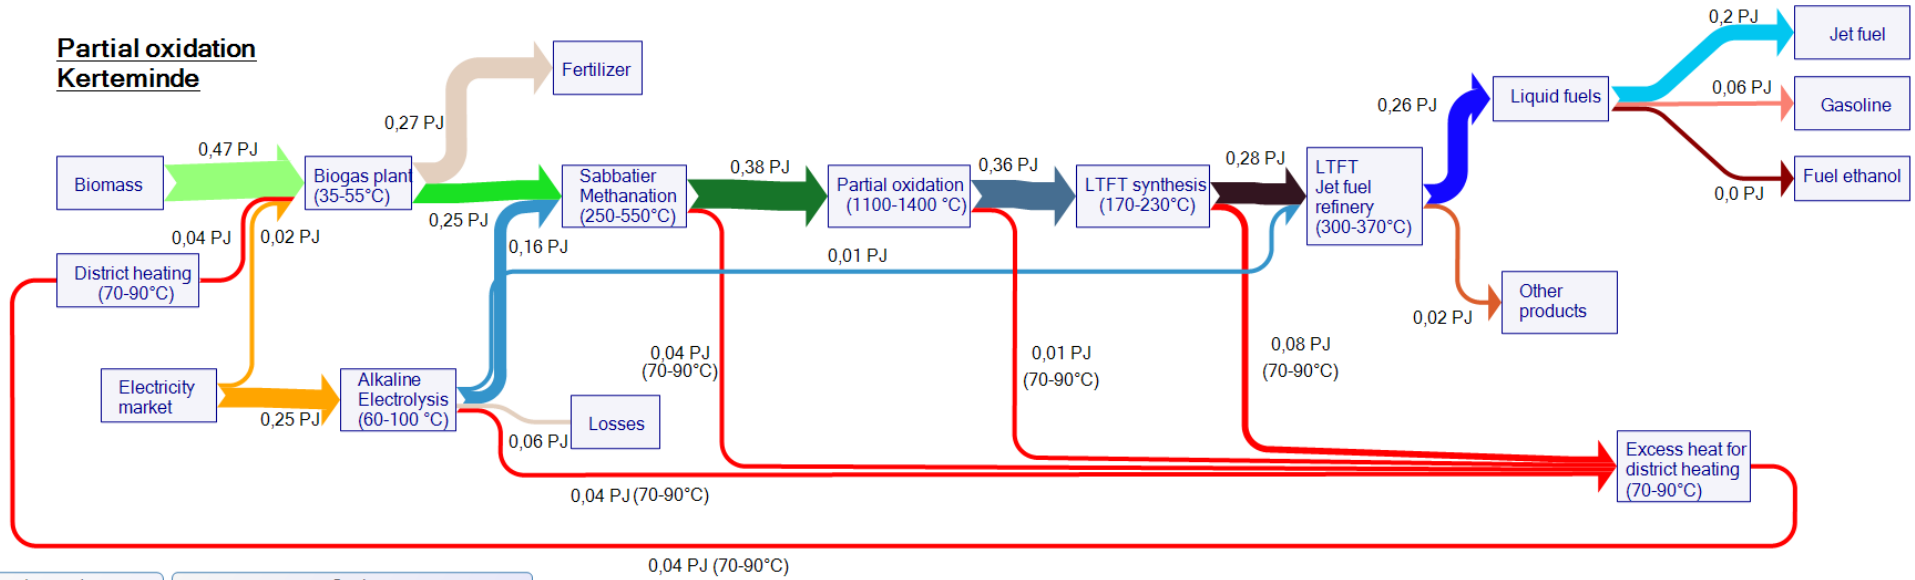 Partial oxidation
Kerteminde
Biomass
0,47 PJ
Biogas plant
(35-55°C)
0,27 PJ
Fertilizer
0,25 PJ
0,04 PJ
0,02 PJ
District heating
(70-90°C)
Electricity
market
0,25 PJ
Alkaline
Electrolysis
(60-100 °C)
0,16 PJ
0,01 PJ
0,06 PJ
Losses
0,04 PJ (70-90°C)
Sabbatier
Methanation
(250-550°C)
0,38 PJ
0,04 PJ
(70-90°C)
Partial oxidation
(1100-1400 °C)
0,36 PJ
0,01 PJ
(70-90°C)
LTFT synthesis
(170-230°C)
0,28 PJ
0,08 PJ
(70-90°C)
LTFT
Jet fuel
refinery
(300-370°C)
0,26 PJ
0,02 PJ
Other
products
Liquid fuels
0,2 PJ
Jet fuel
0,06 PJ
Gasoline
0,0 PJ
Fuel ethanol
Excess heat for
district heating
(70-90°C)
0,04 PJ (70-90°C)